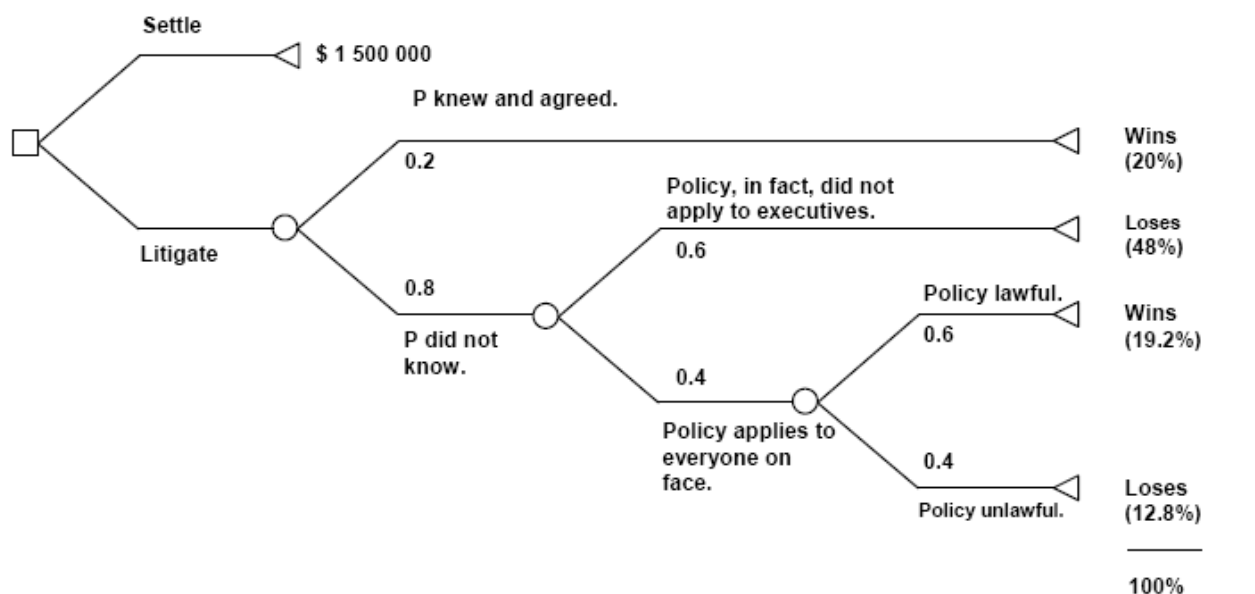 Settle
$ 1 500 000
P knew and agreed.
0.2
Wins
(20%)
Policy, in fact, did not
apply to executives.
0.6
Loses
(48%)
Litigate
0.8
P did not
know.
Policy lawful.
0.6
Wins
(19.2%)
0.4
Policy applies to
everyone on
face.
0.4
Policy unlawful.
Loses
(12.8%)
100%